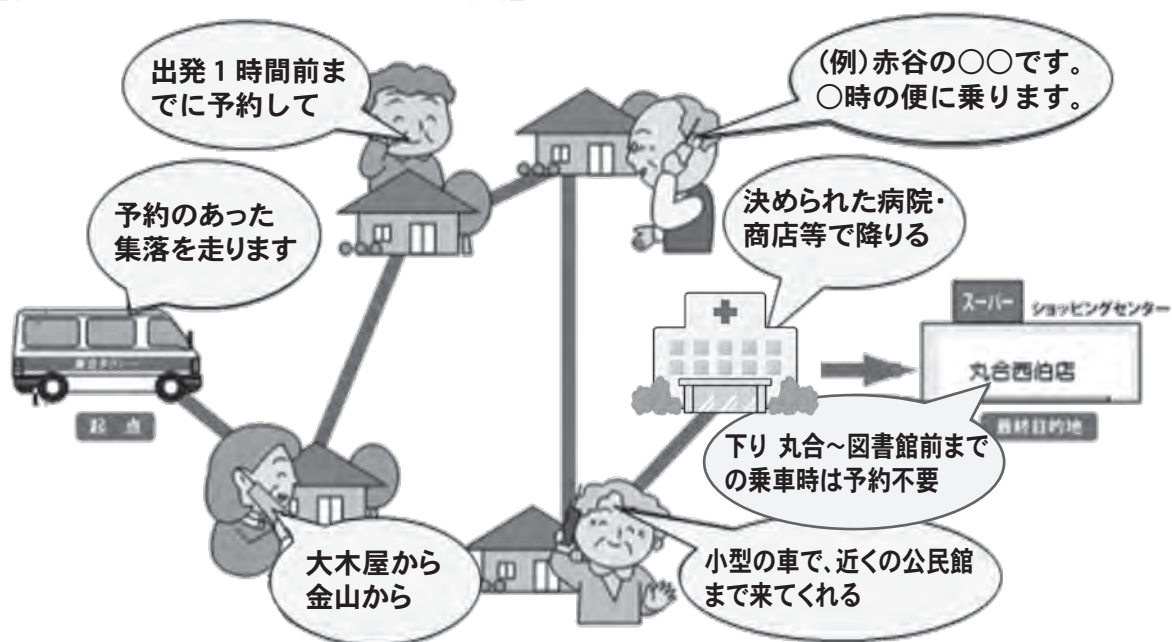 出発1時間前ま
でに予約して
(例)赤谷の〇〇です。
〇時の便に乗ります。
予約のあった
集落を走ります
決められた病院・
商店等で降りる
スーパー
ショッピングセンター
丸合西伯店
起点
最終目的地
下り 丸合～図書館前まで
の乗車時は予約不要
大木屋から
金山から
小型の車で、近くの公民館
まで来てくれる